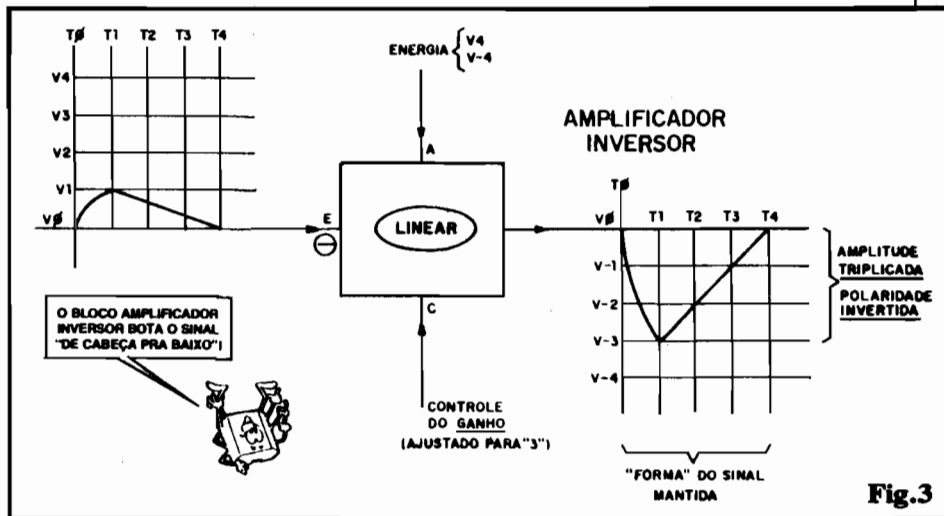 TØ T1 T2 T3 T4
V4
V3
V2
V1
VØ
ENERGIA { V4
V-4
A
E
⊖
LINEAR
C
CONTROLE
DO GANHO
(AJUSTADO PARA "3")
O BLOCO AMPLIFICADOR
INVERSOR BOTA O SINAL
"DE CABEÇA PRA BAIXO"!
AMPLIFICADOR
INVERSOR
TØ
VØ T1 T2 T3 T4
V-1
V-2
V-3
V-4
AMPLITUDE
TRIPLICADA
POLARIDADE
INVERTIDA
"FORMA" DO SINAL
MANTIDA
Fig.3